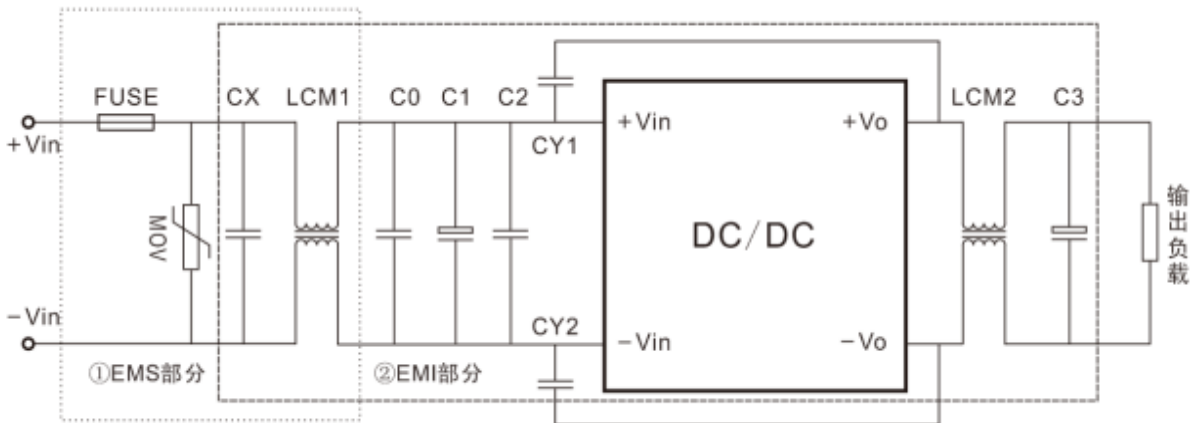 FUSE
CX
LCM1
C0
C1
C2
LCM2
C3
+Vin
CY1
+Vin
+Vo
MOV
DC/DC
输出负载
-Vin
CY2
-Vin
-Vo
①EMS部分
②EMI部分